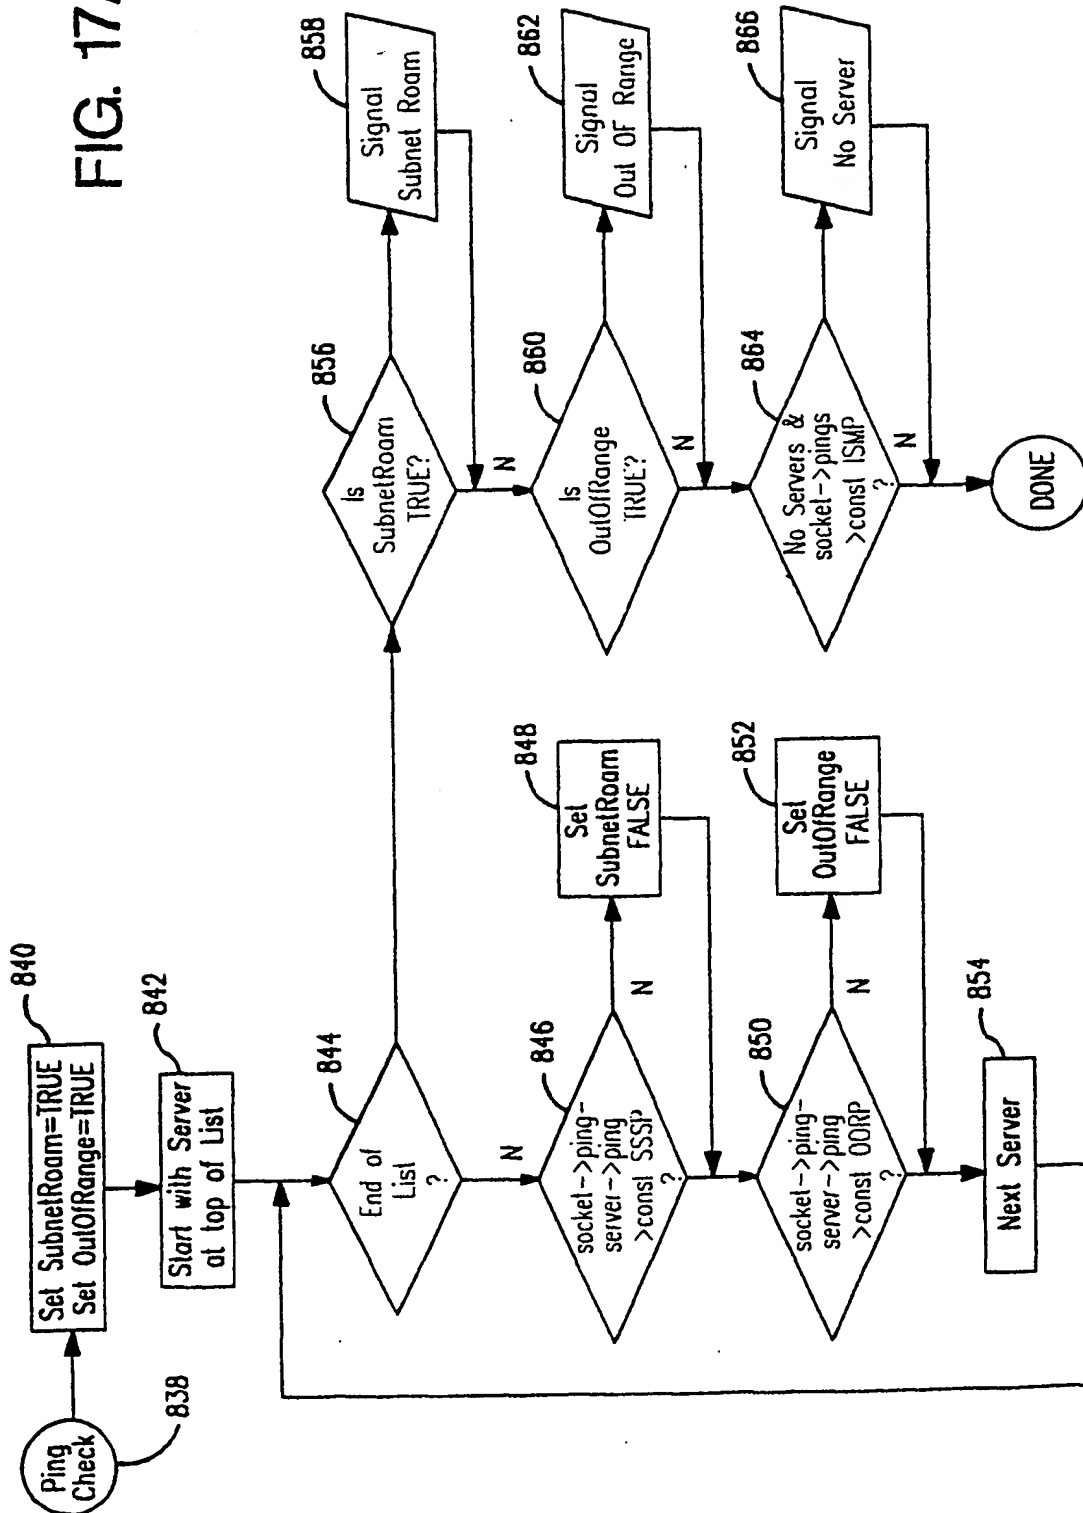 FIG. 17A
Ping
Check
838
Set SubnetRoam=TRUE
Set OutOfRange=TRUE
840
Start with Server
at top of List
842
End of
List
?
844
N
socket->ping-
server->ping
>const SSSP
?
846
N
Set
SubnetRoam
FALSE
848
socket->ping-
server->ping
>const OORP
?
850
N
Set
OutOfRange
FALSE
852
Next Server
854
Is
SubnetRoam
TRUE?
856
N
Signal
Subnet Roam
858
Is
OutOfRange
TRUE?
860
N
Signal
Out OF Range
862
No Servers &
socket->pings
>const ISMP
?
864
N
Signal
No Server
866
DONE